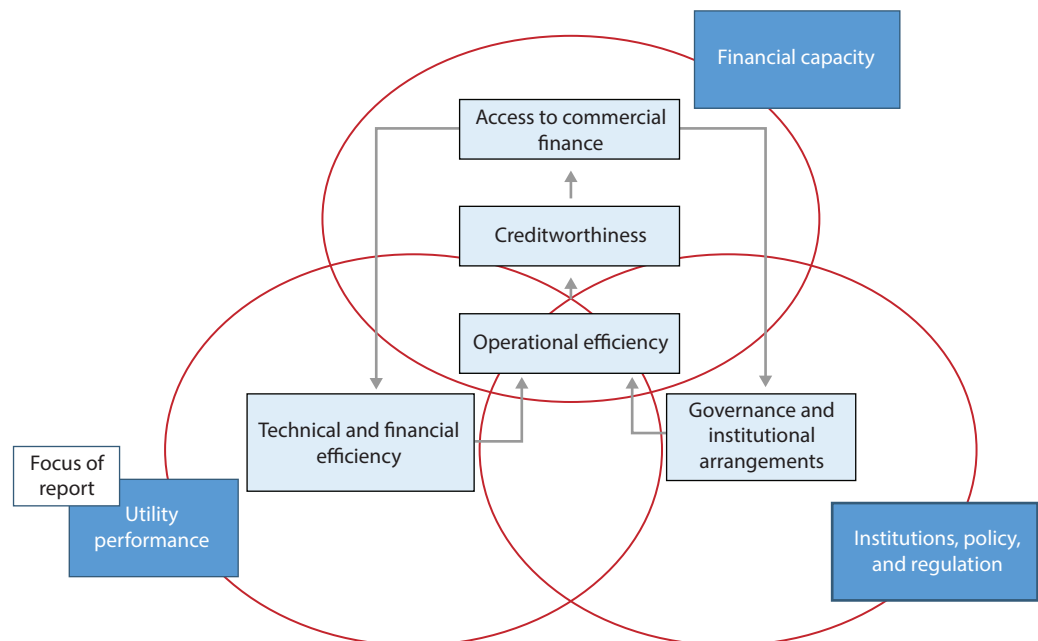 Financial capacity
Access to commercial
finance
Creditworthiness
Operational efficiency
Technical and financial
efficiency
Governance and
institutional
arrangements
Focus of
report
Utility
performance
Institutions, policy,
and regulation